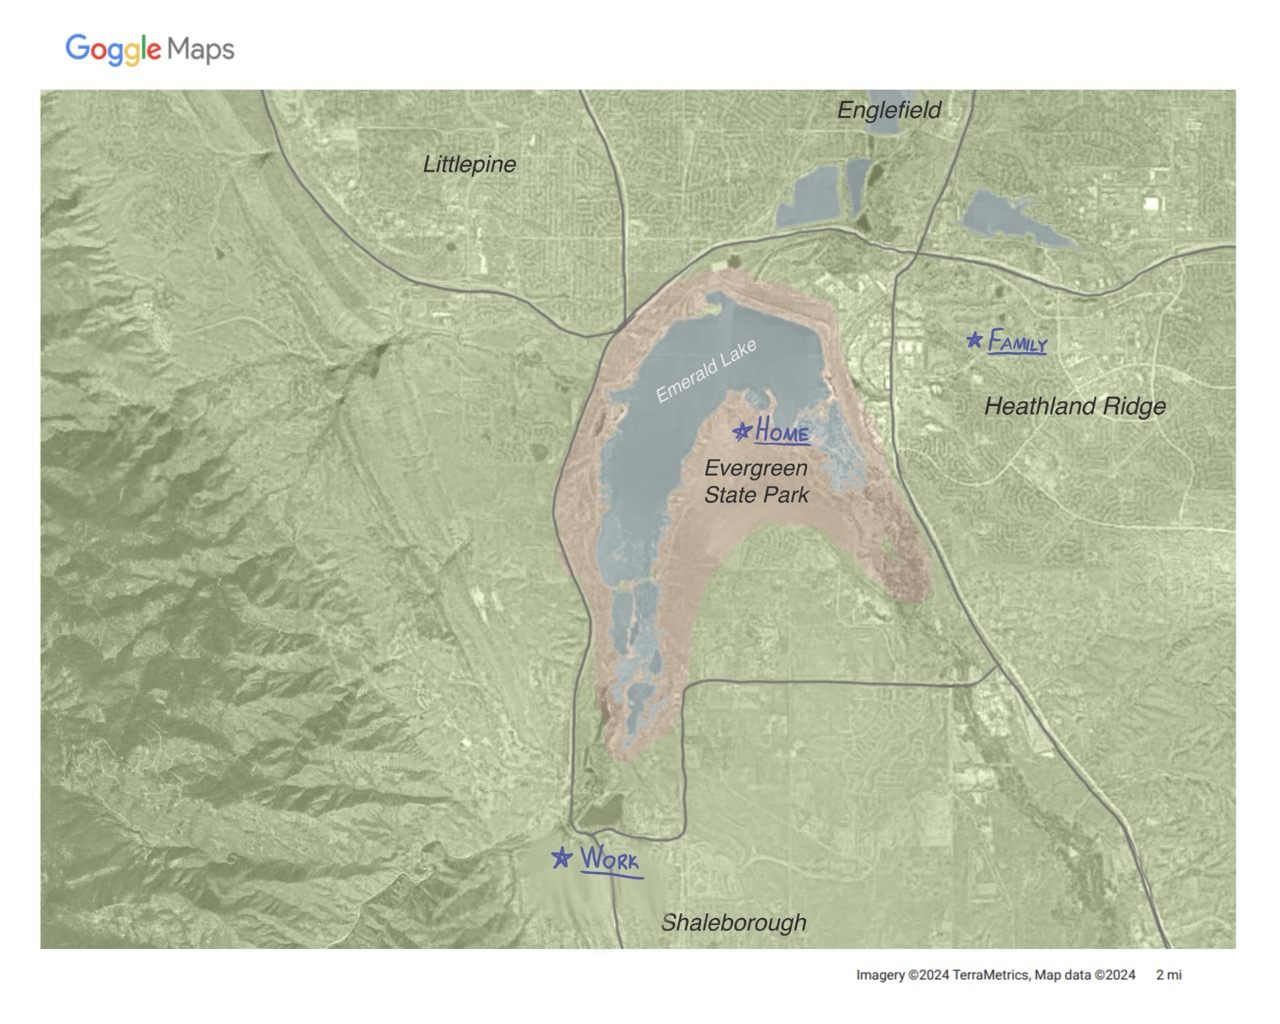 Goggle Maps
Englefield
Littlepine
FAMILY
Emerald Lake
Heathland Ridge
HOME
Evergreen
State Park
WORK
Shaleborough
Imagery ©2024 TerraMetrics, Map data ©2024 2 mi